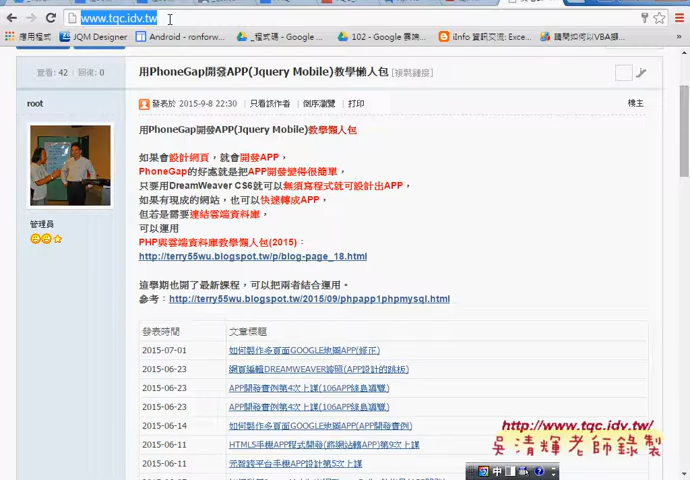 www.tqc.idv.tw
應用程式
JQM Designer
Android - ronforw...
_程式碼 - Google ...
102 - Google 雲端...
iInfo 資訊交流: Exce...
請問如何以VBA擷...
查看: 42 | 回復: 0
用PhoneGap開發APP(Jquery Mobile)教學懶人包 [複製鏈接]
root
發表於 2015-9-8 22:30 | 只看該作者 | 倒序瀏覽 | 打印
樓主
管理員
用PhoneGap開發APP(Jquery Mobile)教學懶人包
如果會設計網頁，就會開發APP，
PhoneGap的好處就是把APP開發變得很簡單，
只要用DreamWeaver CS6就可以無須寫程式就可設計出APP，
如果有現成的網站，也可以快速轉成APP，
但若是需要連結雲端資料庫，
可以運用
PHP與雲端資料庫教學懶人包(2015)：
http://terry55wu.blogspot.tw/p/blog-page_18.html
這學期也開了最新課程，可以把兩者結合運用。
參考：http://terry55wu.blogspot.tw/2015/09/phpapp1phpmysql.html
發表時間 文章標題
2015-07-01 如何製作多頁面GOOGLE地圖APP(修正)
2015-06-23 網頁編輯DREAMWEAVER證照(APP設計的跳板)
2015-06-23 APP開發實例第4次上課(106APP綠島導覽)
2015-06-23 APP開發實例第4次上課(106APP綠島導覽)
2015-06-14 如何製作多頁面GOOGLE地圖APP(APP開發實例)
2015-06-11 HTML5手機APP程式開發(將網站轉APP)第9次上課
2015-06-11 元智跨平台手機APP設計第5次上課
http://www.tqc.idv.tw/
吳清輝老師錄製
中